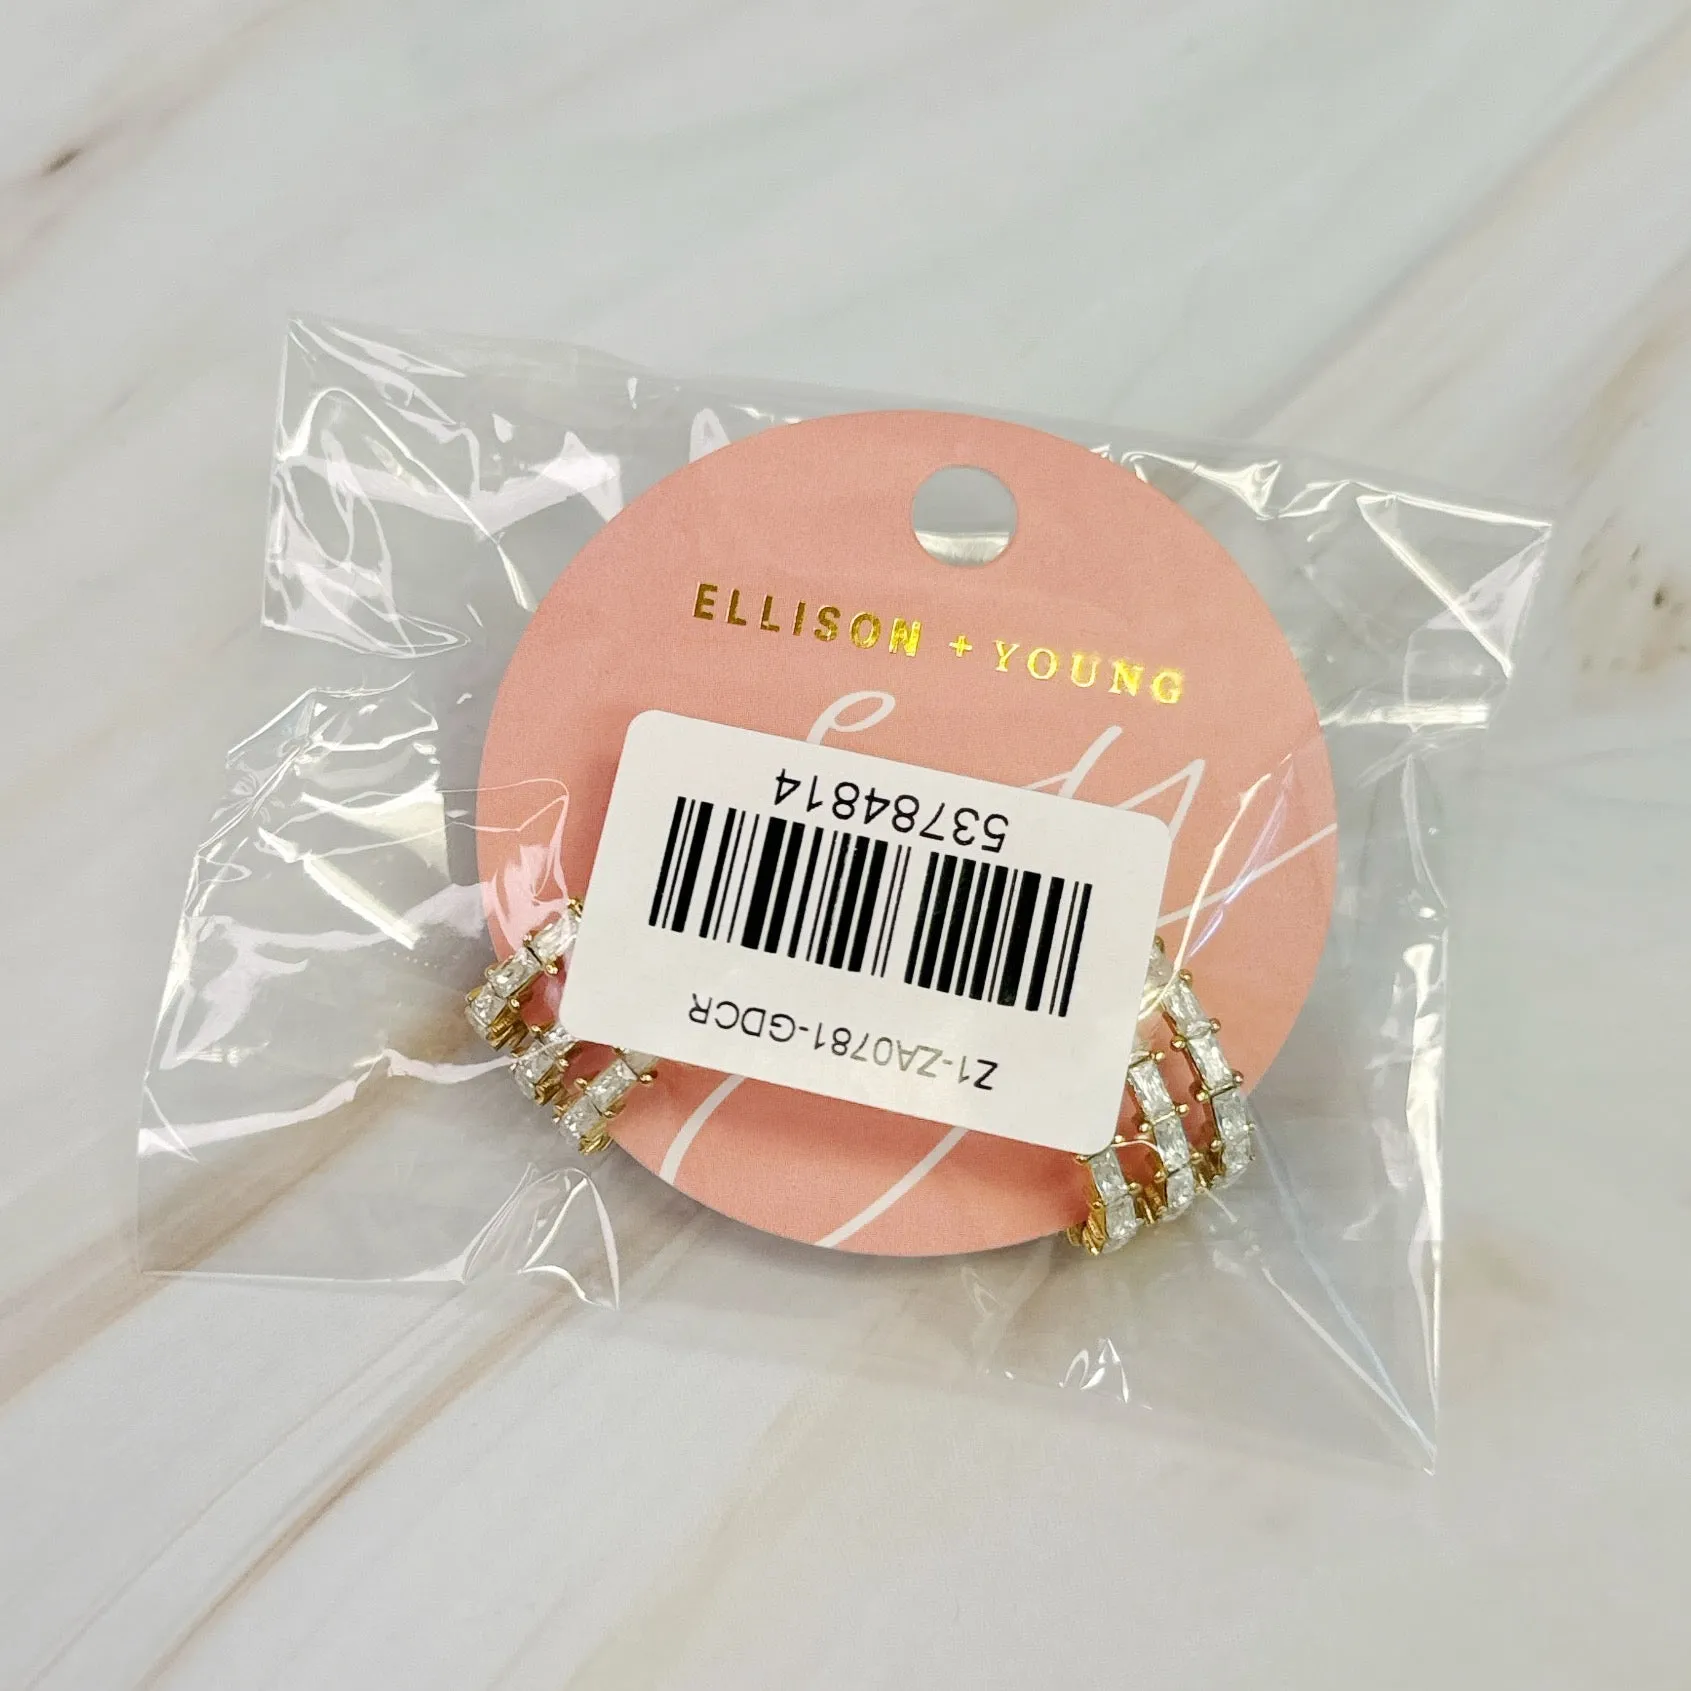 ELLISON + YOUNG
Z1-ZA0781-GDCR
53784814